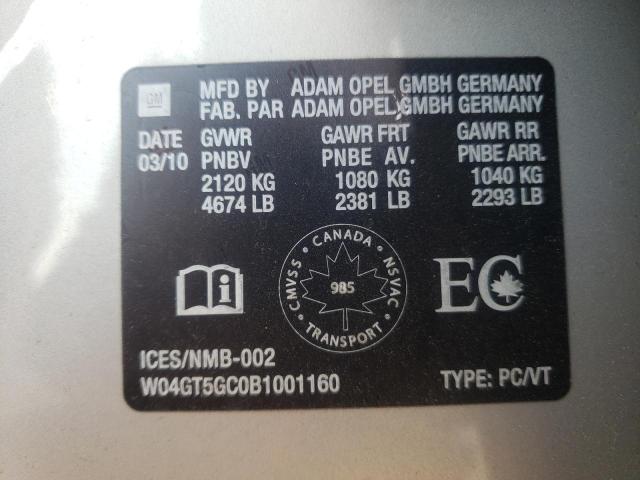 GM
MFD BY ADAM OPEL GMBH GERMANY
FAB. PAR ADAM OPEL GMBH GERMANY
DATE GVWR GAWR FRT GAWR RR
03/10 PNBV PNBE AV. PNBE ARR.
2120 KG 1080 KG 1040 KG
4674 LB 2381 LB 2293 LB
CANADA
CMVSS NSVAC
985
TRANSPORT
i
EC
ICES/NMB-002
W04GT5GC0B1001160 TYPE: PC/VT